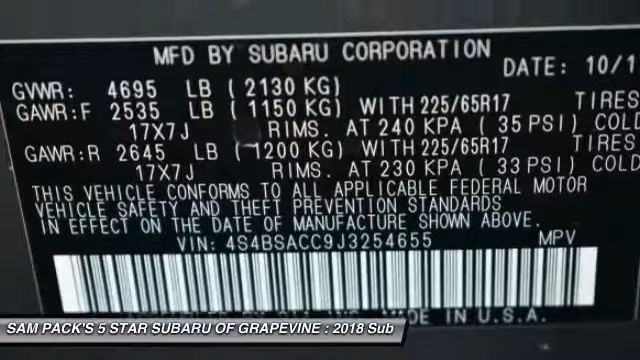 MFD BY SUBARU CORPORATION
DATE: 10/1
GVWR: 4695 LB (2130 KG)
GAWR:F 2535 LB (1150 KG) WITH 225/65R17 TIRES
17X7J RIMS. AT 240 KPA (35 PSI) COLD
GAWR:R 2645 LB (1200 KG) WITH 225/65R17 TIRES
17X7J RIMS. AT 230 KPA (33 PSI) COLD
THIS VEHICLE CONFORMS TO ALL APPLICABLE FEDERAL MOTOR
VEHICLE SAFETY AND THEFT PREVENTION STANDARDS
IN EFFECT ON THE DATE OF MANUFACTURE SHOWN ABOVE.
VIN: 4S4BSACC9J3254655 MPV
MADE IN U.S.A.
SAM PACK'S 5 STAR SUBARU OF GRAPEVINE : 2018 Sub